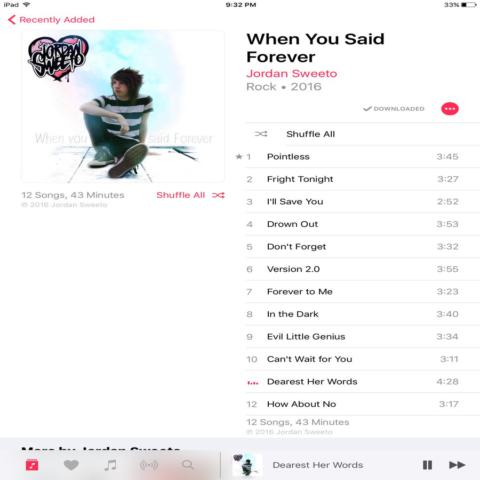 iPad
9:32 PM
33%
Recently Added
JORDAN
SWEETO
When you said Forever
12 Songs, 43 Minutes
Shuffle All
© 2016 Jordan Sweeto
When You Said
Forever
Jordan Sweeto
Rock • 2016
DOWNLOADED
Shuffle All
1 Pointless 3:45
2 Fright Tonight 3:27
3 I'll Save You 2:52
4 Drown Out 3:53
5 Don't Forget 3:32
6 Version 2.0 3:55
7 Forever to Me 3:23
8 In the Dark 3:40
9 Evil Little Genius 3:34
10 Can't Wait for You 3:11
Dearest Her Words 4:28
12 How About No 3:17
12 Songs, 43 Minutes
© 2016 Jordan Sweeto
More by Jordan Sweeto
Dearest Her Words